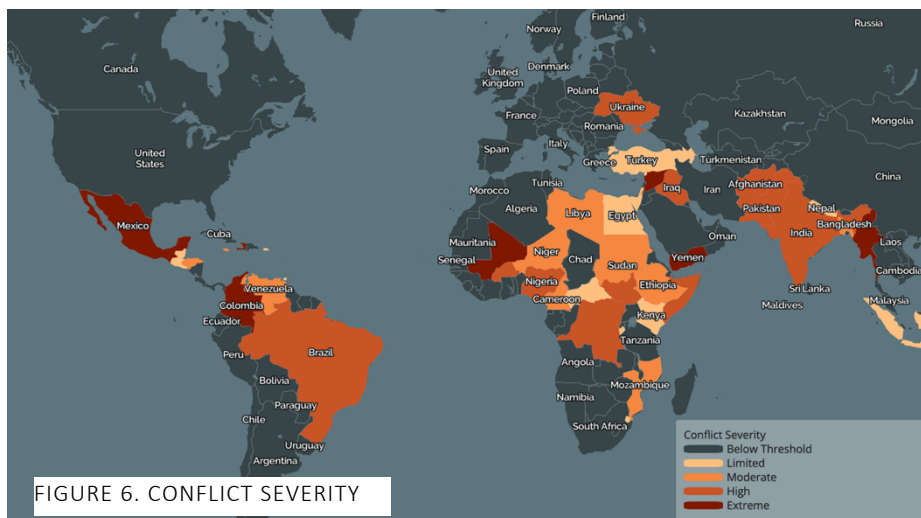 Finland
Russia
Norway
Canada
Denmark
United
Kingdom
Poland
Ukraine
Kazakhstan
France
Romania
Mongolia
Italy
Spain
Greece
Turkey
Turkmenistan
United
States
Tunisia
China
Morocco
Iraq
Iran
Afghanistan
Algeria
Libya
Egypt
Pakistan
Nepal
Bangladesh
Mexico
Cuba
Mauritania
Oman
India
Laos
Senegal
Niger
Chad
Sudan
Yemen
Cambodia
Venezuela
Nigeria
Ethiopia
Sri Lanka
Colombia
Cameroon
Maldives
Malaysia
Ecuador
Kenya
Tanzania
Peru
Brazil
Angola
Bolivia
Mozambique
Namibia
Paraguay
Chile
South Africa
Uruguay
Argentina
Conflict Severity
Below Threshold
Limited
Moderate
High
Extreme
FIGURE 6. CONFLICT SEVERITY